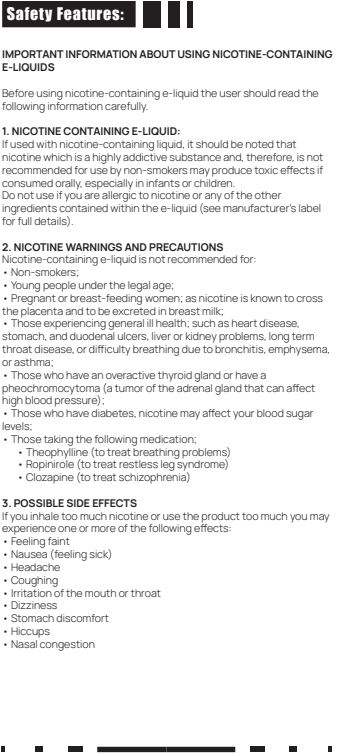 Safety Features:
IMPORTANT INFORMATION ABOUT USING NICOTINE-CONTAINING
E-LIQUIDS
Before using nicotine-containing e-liquid the user should read the
following information carefully.
1. NICOTINE CONTAINING E-LIQUID:
If used with nicotine-containing liquid, it should be noted that
nicotine which is a highly addictive substance and, therefore, is not
recommended for use by non-smokers may produce toxic effects if
consumed orally, especially in infants or children.
Do not use if you are allergic to nicotine or any of the other
ingredients contained within the e-liquid (see manufacturer's label
for full details).
2. NICOTINE WARNINGS AND PRECAUTIONS
Nicotine-containing e-liquid is not recommended for:
• Non-smokers;
• Young people under the legal age;
• Pregnant or breast-feeding women; as nicotine is known to cross
the placenta and to be excreted in breast milk;
• Those experiencing general ill health; such as heart disease,
stomach, and duodenal ulcers, liver or kidney problems, long term
throat disease, or difficulty breathing due to bronchitis, emphysema,
or asthma;
• Those who have an overactive thyroid gland or have a
pheochromocytoma (a tumor of the adrenal gland that can affect
high blood pressure);
• Those who have diabetes, nicotine may affect your blood sugar
levels;
• Those taking the following medication;
• Theophylline (to treat breathing problems)
• Ropinirole (to treat restless leg syndrome)
• Clozapine (to treat schizophrenia)
3. POSSIBLE SIDE EFFECTS
If you inhale too much nicotine or use the product too much you may
experience one or more of the following effects:
• Feeling faint
• Nausea (feeling sick)
• Headache
• Coughing
• Irritation of the mouth or throat
• Dizziness
• Stomach discomfort
• Hiccups
• Nasal congestion